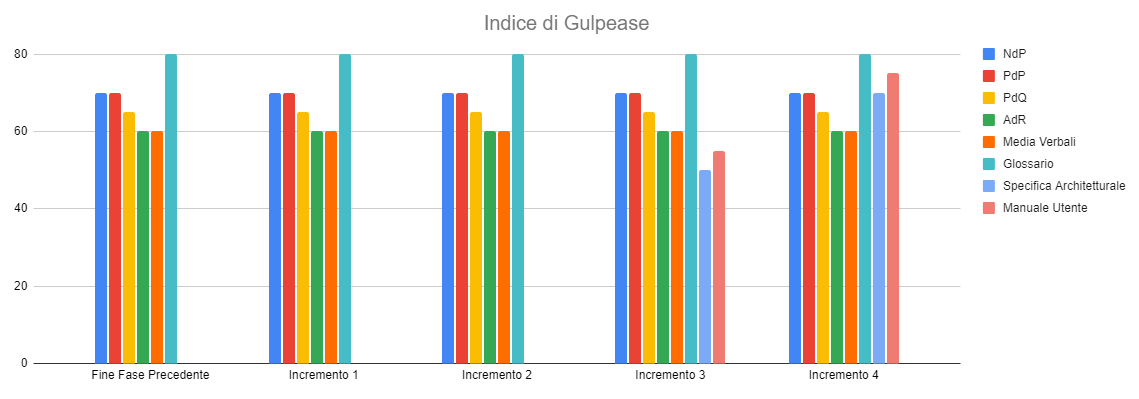 Indice di Gulpease
80
60
40
20
0
Fine Fase Precedente
Incremento 1
Incremento 2
Incremento 3
Incremento 4
NdP
PdP
PdQ
AdR
Media Verbali
Glossario
Specifica Architetturale
Manuale Utente